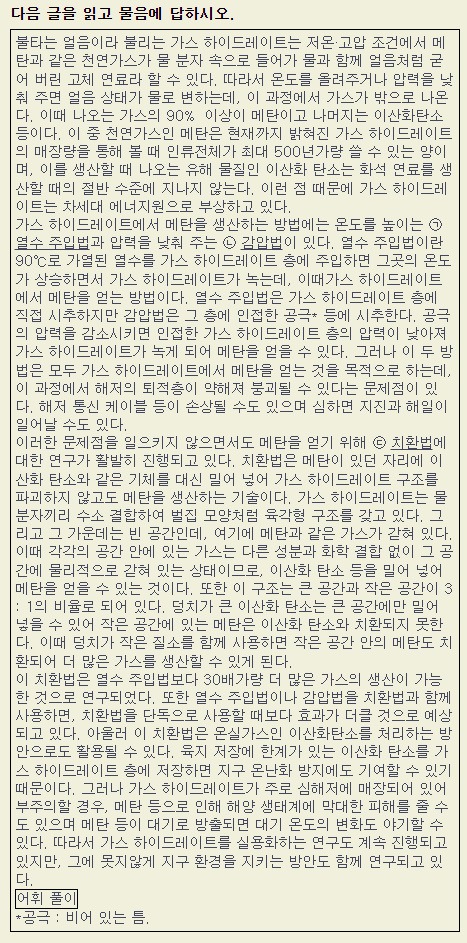 다음 글을 읽고 물음에 답하시오.
불타는 얼음이라 불리는 가스 하이드레이트는 저온·고압 조건에서 메
탄과 같은 천연가스가 물 분자 속으로 들어가 물과 함께 얼음처럼 굳
어 버린 고체 연료라 할 수 있다. 따라서 온도를 올려주거나 압력을 낮
춰 주면 얼음 상태가 물로 변하는데, 이 과정에서 가스가 밖으로 나온
다. 이때 나오는 가스의 90% 이상이 메탄이고 나머지는 이산화탄소
등이다. 이 중 천연가스인 메탄은 현재까지 밝혀진 가스 하이드레이트
의 매장량을 통해 볼 때 인류전체가 최대 500년가량 쓸 수 있는 양이
며, 이를 생산할 때 나오는 유해 물질인 이산화 탄소는 화석 연료를 생
산할 때의 절반 수준에 지나지 않는다. 이런 점 때문에 가스 하이드레
이트는 차세대 에너지원으로 부상하고 있다.
가스 하이드레이트에서 메탄을 생산하는 방법에는 온도를 높이는 ㉠
열수 주입법과 압력을 낮춰 주는 ㉡ 감압법이 있다. 열수 주입법이란
90℃로 가열된 열수를 가스 하이드레이트 층에 주입하면 그곳의 온도
가 상승하면서 가스 하이드레이트가 녹는데, 이때가스 하이드레이트
에서 메탄을 얻는 방법이다. 열수 주입법은 가스 하이드레이트 층에
직접 시추하지만 감압법은 그 층에 인접한 공극* 등에 시추한다. 공극
의 압력을 감소시키면 인접한 가스 하이드레이트 층의 압력이 낮아져
가스 하이드레이트가 녹게 되어 메탄을 얻을 수 있다. 그러나 이 두 방
법은 모두 가스 하이드레이트에서 메탄을 얻는 것을 목적으로 하는데,
이 과정에서 해저의 퇴적층이 약해져 붕괴될 수 있다는 문제점이 있
다. 해저 통신 케이블 등이 손상될 수도 있으며 심하면 지진과 해일이
일어날 수도 있다.
이러한 문제점을 일으키지 않으면서도 메탄을 얻기 위해 ㉢ 치환법에
대한 연구가 활발히 진행되고 있다. 치환법은 메탄이 있던 자리에 이
산화 탄소와 같은 기체를 대신 밀어 넣어 가스 하이드레이트 구조를
파괴하지 않고도 메탄을 생산하는 기술이다. 가스 하이드레이트는 물
분자끼리 수소 결합하여 벌집 모양처럼 육각형 구조를 갖고 있다. 그
리고 그 가운데는 빈 공간인데, 여기에 메탄과 같은 가스가 갇혀 있다.
이때 각각의 공간 안에 있는 가스는 다른 성분과 화학 결합 없이 그 공
간에 물리적으로 갇혀 있는 상태이므로, 이산화 탄소 등을 밀어 넣어
메탄을 얻을 수 있는 것이다. 또한 이 구조는 큰 공간과 작은 공간이 3
: 1의 비율로 되어 있다. 덩치가 큰 이산화 탄소는 큰 공간에만 밀어
넣을 수 있어 작은 공간에 있는 메탄은 이산화 탄소와 치환되지 못한
다. 이때 덩치가 작은 질소를 함께 사용하면 작은 공간 안의 메탄도 치
환되어 더 많은 가스를 생산할 수 있게 된다.
이 치환법은 열수 주입법보다 30배가량 더 많은 가스의 생산이 가능
한 것으로 연구되었다. 또한 열수 주입법이나 감압법을 치환법과 함께
사용하면, 치환법을 단독으로 사용할 때보다 효과가 더클 것으로 예상
되고 있다. 아울러 이 치환법은 온실가스인 이산화탄소를 처리하는 방
안으로도 활용될 수 있다. 육지 저장에 한계가 있는 이산화 탄소를 가
스 하이드레이트 층에 저장하면 지구 온난화 방지에도 기여할 수 있기
때문이다. 그러나 가스 하이드레이트가 주로 심해저에 매장되어 있어
부주의할 경우, 메탄 등으로 인해 해양 생태계에 막대한 피해를 줄 수
도 있으며 메탄 등이 대기로 방출되면 대기 온도의 변화도 야기할 수
있다. 따라서 가스 하이드레이트를 실용화하는 연구도 계속 진행되고
있지만, 그에 못지않게 지구 환경을 지키는 방안도 함께 연구되고 있
다.
어휘 풀이
*공극 : 비어 있는 틈.